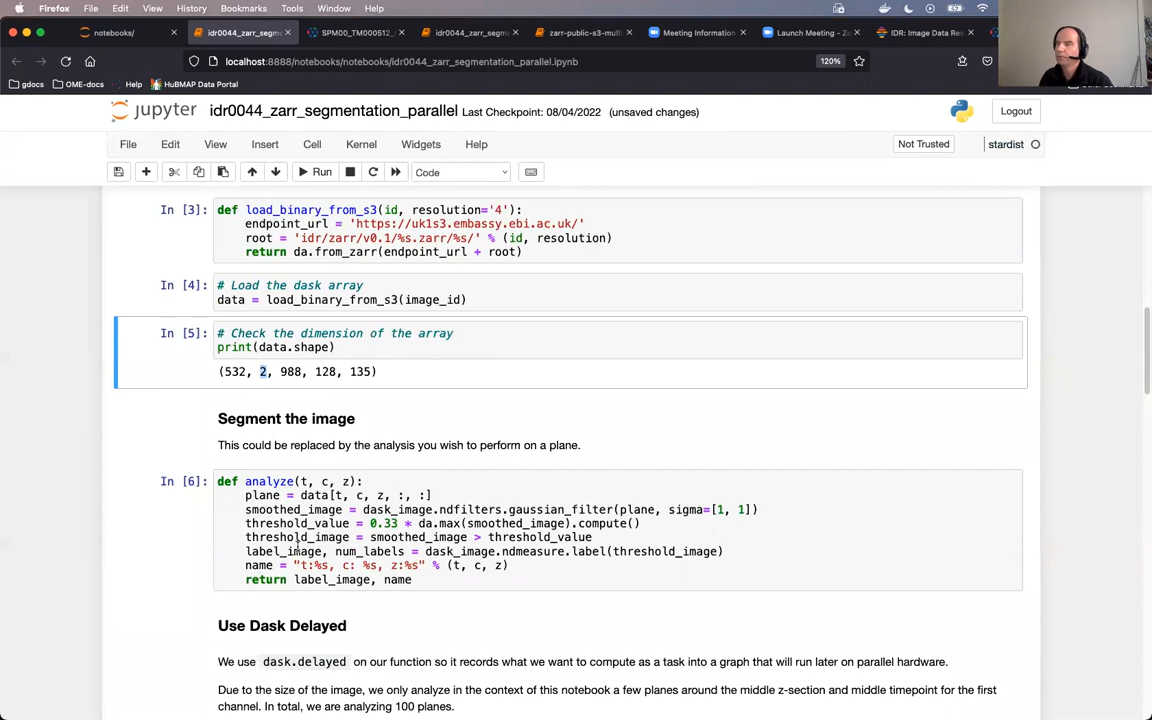 Firefox File Edit View History Bookmarks Tools Window Help
notebooks/ idr0044_zarr_segme SPM00_TM000512_ idr0044_zarr_segm zarr-public-s3-mult Meeting Information Launch Meeting - Zo IDR: Image Data Res
localhost:8888/notebooks/notebooks/idr0044_zarr_segmentation_parallel.ipynb 120%
gdocs OME-docs Help HuBMAP Data Portal
jupyter idr0044_zarr_segmentation_parallel Last Checkpoint: 08/04/2022 (unsaved changes) Logout
File Edit View Insert Cell Kernel Widgets Help Not Trusted stardist
Run Code
In [3]: def load_binary_from_s3(id, resolution='4'):
endpoint_url = 'https://uk1s3.embassy.ebi.ac.uk/'
root = 'idr/zarr/v0.1/%s.zarr/%s/' % (id, resolution)
return da.from_zarr(endpoint_url + root)
In [4]: # Load the dask array
data = load_binary_from_s3(image_id)
In [5]: # Check the dimension of the array
print(data.shape)
(532, 2, 988, 128, 135)
Segment the image
This could be replaced by the analysis you wish to perform on a plane.
In [6]: def analyze(t, c, z):
plane = data[t, c, z, :, :]
smoothed_image = dask_image.ndfilters.gaussian_filter(plane, sigma=[1, 1])
threshold_value = 0.33 * da.max(smoothed_image).compute()
threshold_image = smoothed_image > threshold_value
label_image, num_labels = dask_image.ndmeasure.label(threshold_image)
name = "t:%s, c: %s, z:%s" % (t, c, z)
return label_image, name
Use Dask Delayed
We use dask.delayed on our function so it records what we want to compute as a task into a graph that will run later on parallel hardware.
Due to the size of the image, we only analyze in the context of this notebook a few planes around the middle z-section and middle timepoint for the first
channel. In total, we are analyzing 100 planes.